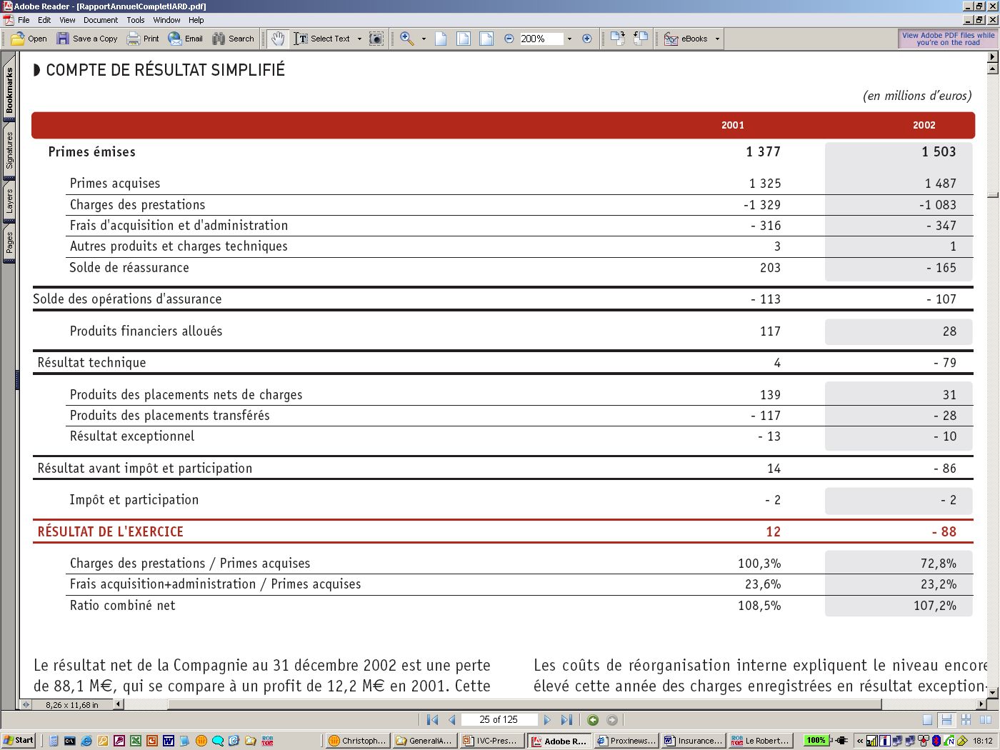 Adobe Reader - [RapportAnnuelCompletIARD.pdf]
File Edit View Document Tools Window Help
Open Save a Copy Print Email Search Select Text 200% eBooks
View Adobe PDF files while
you're on the road
Bookmarks
Signatures
Layers
Pages
COMPTE DE RÉSULTAT SIMPLIFIÉ
(en millions d'euros)
2001 2002
Primes émises 1 377 1 503
Primes acquises 1 325 1 487
Charges des prestations -1 329 -1 083
Frais d'acquisition et d'administration - 316 - 347
Autres produits et charges techniques 3 1
Solde de réassurance 203 - 165
Solde des opérations d'assurance - 113 - 107
Produits financiers alloués 117 28
Résultat technique 4 - 79
Produits des placements nets de charges 139 31
Produits des placements transférés - 117 - 28
Résultat exceptionnel - 13 - 10
Résultat avant impôt et participation 14 - 86
Impôt et participation - 2 - 2
RÉSULTAT DE L'EXERCICE 12 - 88
Charges des prestations / Primes acquises 100,3% 72,8%
Frais acquisition+administration / Primes acquises 23,6% 23,2%
Ratio combiné net 108,5% 107,2%
Le résultat net de la Compagnie au 31 décembre 2002 est une perte
de 88,1 M€, qui se compare à un profit de 12,2 M€ en 2001. Cette
Les coûts de réorganisation interne expliquent le niveau encore
élevé cette année des charges enregistrées en résultat exception-
8,26 x 11,68 in
25 of 125
Start Christoph... GeneraliA... IVC-Pres... Adobe R... Proxinews... Insurance... Le Robert... 100% 18:12